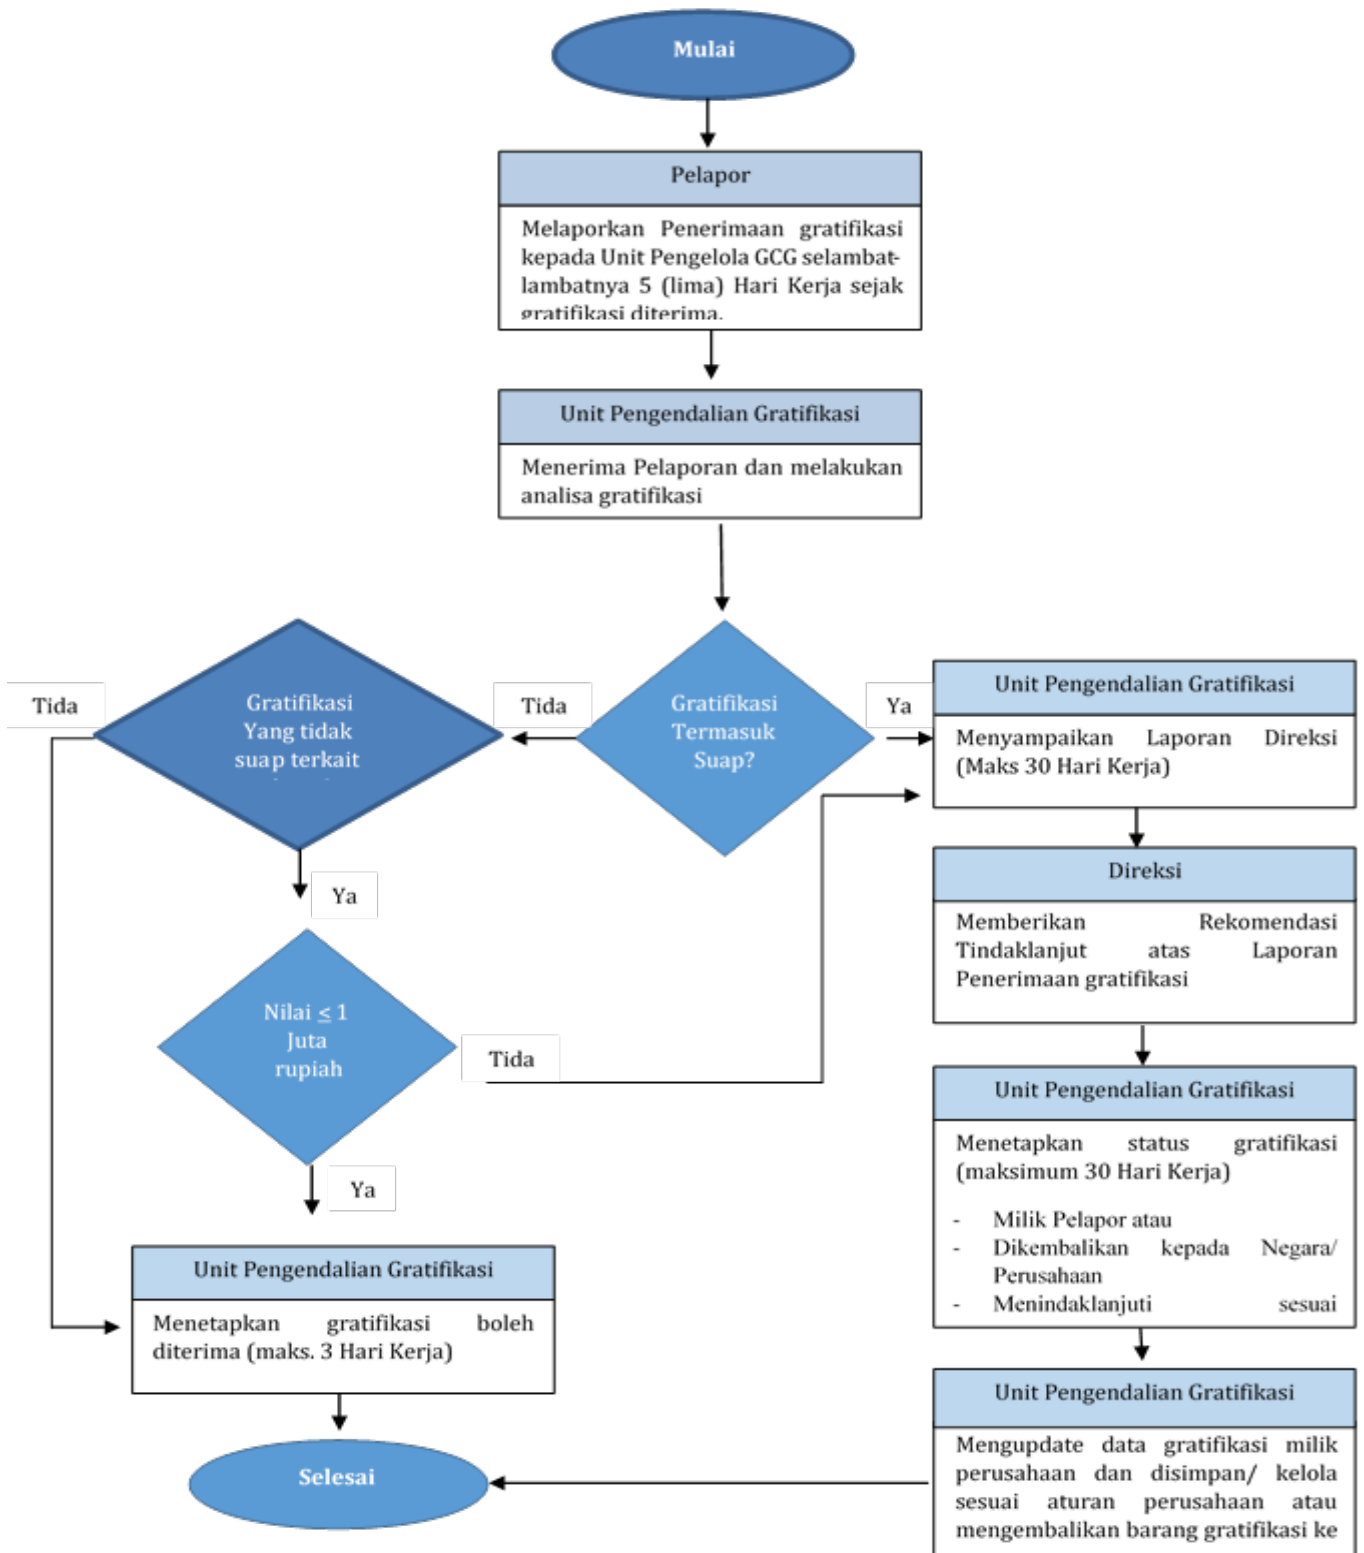 Mulai
Pelapor
Melaporkan Penerimaan gratifikasi
kepada Unit Pengelola GCG selambat-
lambatnya 5 (lima) Hari Kerja sejak
gratifikasi diterima.
Unit Pengendalian Gratifikasi
Menerima Pelaporan dan melakukan
analisa gratifikasi
Tida
Gratifikasi
Yang tidak
suap terkait
Tida
Gratifikasi
Termasuk
Suap?
Ya
Unit Pengendalian Gratifikasi
Menyampaikan Laporan Direksi
(Maks 30 Hari Kerja)
Direksi
Memberikan Rekomendasi
Tindaklanjut atas Laporan
Penerimaan gratifikasi
Ya
Nilai ≤ 1
Juta
rupiah
Tida
Ya
Unit Pengendalian Gratifikasi
Menetapkan status gratifikasi
(maksimum 30 Hari Kerja)
- Milik Pelapor atau
- Dikembalikan kepada Negara/
Perusahaan
- Menindaklanjuti sesuai
Unit Pengendalian Gratifikasi
Menetapkan gratifikasi boleh
diterima (maks. 3 Hari Kerja)
Unit Pengendalian Gratifikasi
Mengupdate data gratifikasi milik
perusahaan dan disimpan/ kelola
sesuai aturan perusahaan atau
mengembalikan barang gratifikasi ke
Selesai